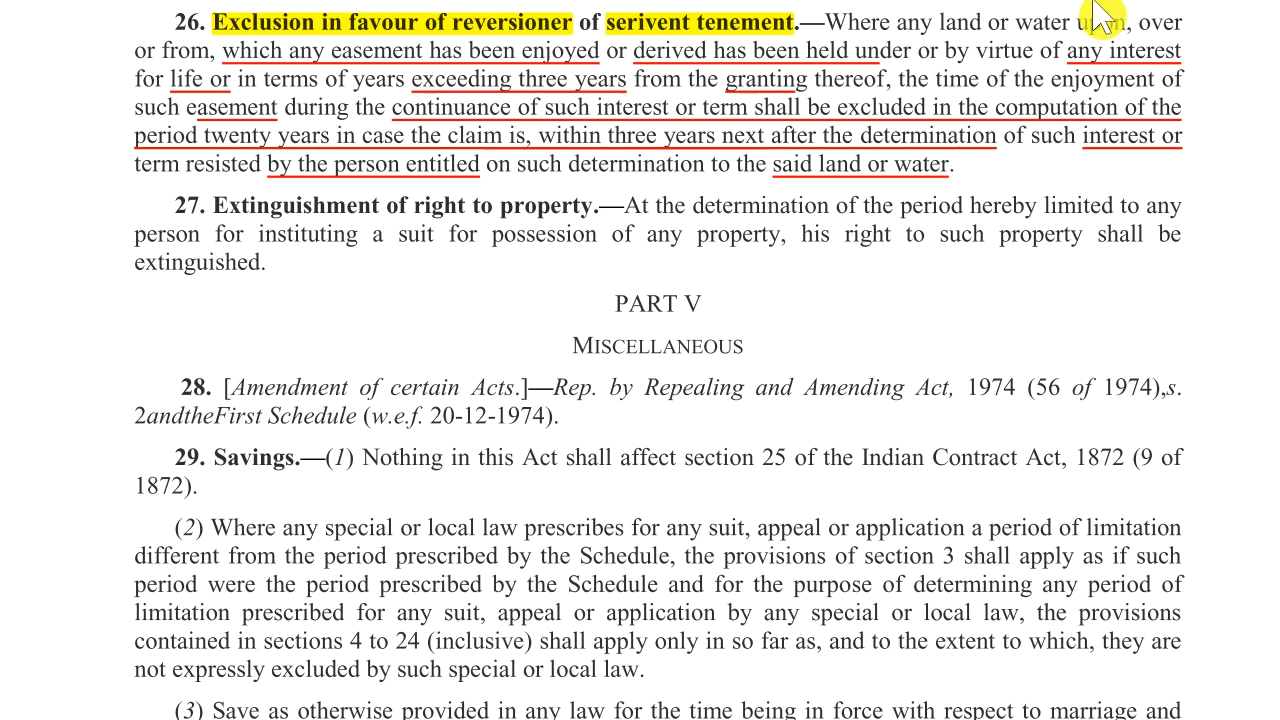 26. Exclusion in favour of reversioner of serivent tenement.—Where any land or water upon, over
or from, which any easement has been enjoyed or derived has been held under or by virtue of any interest
for life or in terms of years exceeding three years from the granting thereof, the time of the enjoyment of
such easement during the continuance of such interest or term shall be excluded in the computation of the
period twenty years in case the claim is, within three years next after the determination of such interest or
term resisted by the person entitled on such determination to the said land or water.
27. Extinguishment of right to property.—At the determination of the period hereby limited to any
person for instituting a suit for possession of any property, his right to such property shall be
extinguished.
PART V
MISCELLANEOUS
28. [Amendment of certain Acts.]—Rep. by Repealing and Amending Act, 1974 (56 of 1974),s.
2andtheFirst Schedule (w.e.f. 20-12-1974).
29. Savings.—(1) Nothing in this Act shall affect section 25 of the Indian Contract Act, 1872 (9 of
1872).
(2) Where any special or local law prescribes for any suit, appeal or application a period of limitation
different from the period prescribed by the Schedule, the provisions of section 3 shall apply as if such
period were the period prescribed by the Schedule and for the purpose of determining any period of
limitation prescribed for any suit, appeal or application by any special or local law, the provisions
contained in sections 4 to 24 (inclusive) shall apply only in so far as, and to the extent to which, they are
not expressly excluded by such special or local law.
(3) Save as otherwise provided in any law for the time being in force with respect to marriage and